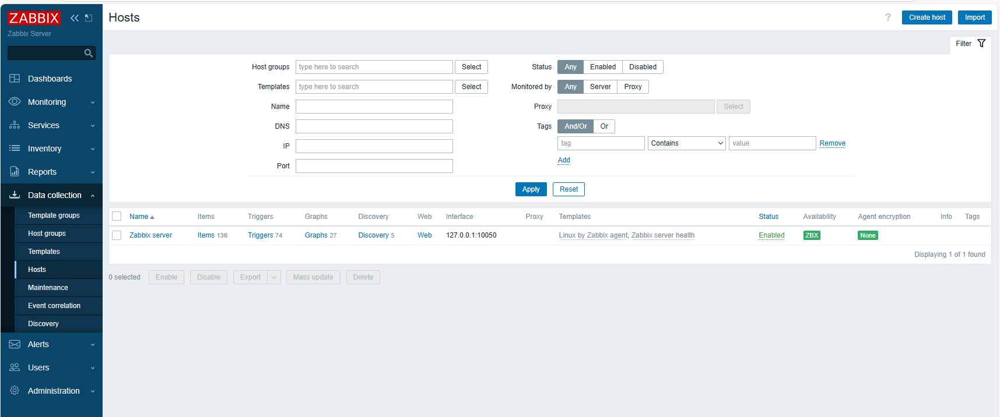 ZABBIX
Zabbix Server
Dashboards
Monitoring
Services
Inventory
Reports
Data collection
Template groups
Host groups
Templates
Hosts
Maintenance
Event correlation
Discovery
Alerts
Users
Administration
Hosts
? Create host Import
Filter
Host groups type here to search Select
Templates type here to search Select
Name
DNS
IP
Port
Status Any Enabled Disabled
Monitored by Any Server Proxy
Proxy Select
Tags And/Or Or
tag Contains value Remove
Add
Apply Reset
Name Items Triggers Graphs Discovery Web Interface Proxy Templates Status Availability Agent encryption Info Tags
Zabbix server Items 136 Triggers 74 Graphs 27 Discovery 5 Web 127.0.0.1:10050 Linux by Zabbix agent, Zabbix server health Enabled ZBX None
Displaying 1 of 1 found
0 selected Enable Disable Export Mass update Delete